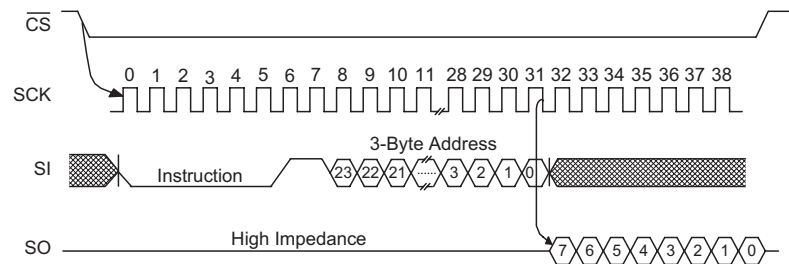 CS
SCK
0 1 2 3 4 5 6 7 8 9 10 11 28 29 30 31 32 33 34 35 36 37 38
3-Byte Address
SI
Instruction
23 22 21 ...... 3 2 1 0
SO
High Impedance
7 6 5 4 3 2 1 0